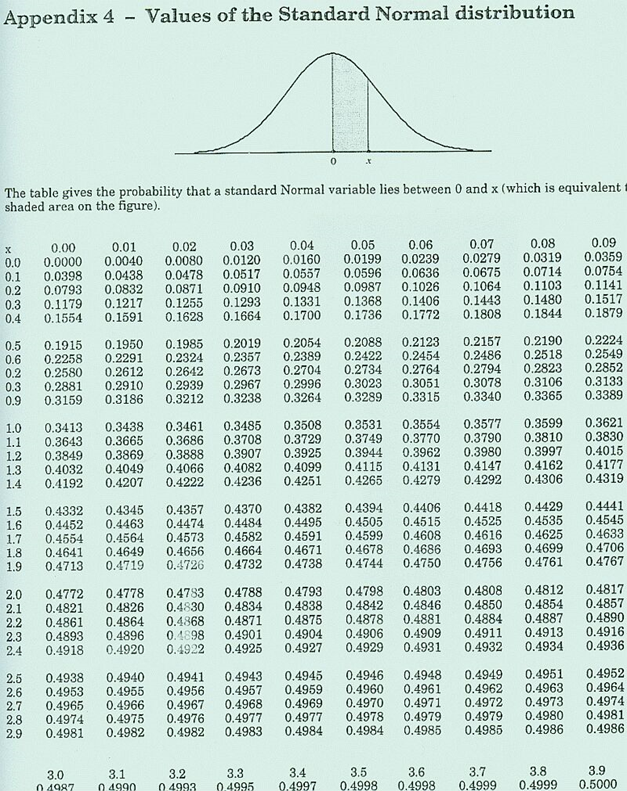 Appendix 4 – Values of the Standard Normal distribution
0 x
The table gives the probability that a standard Normal variable lies between 0 and x (which is equivalent
shaded area on the figure).
x 0.00 0.01 0.02 0.03 0.04 0.05 0.06 0.07 0.08 0.09
0.0 0.0000 0.0040 0.0080 0.0120 0.0160 0.0199 0.0239 0.0279 0.0319 0.0359
0.1 0.0398 0.0438 0.0478 0.0517 0.0557 0.0596 0.0636 0.0675 0.0714 0.0754
0.2 0.0793 0.0832 0.0871 0.0910 0.0948 0.0987 0.1026 0.1064 0.1103 0.1141
0.3 0.1179 0.1217 0.1255 0.1293 0.1331 0.1368 0.1406 0.1443 0.1480 0.1517
0.4 0.1554 0.1591 0.1628 0.1664 0.1700 0.1736 0.1772 0.1808 0.1844 0.1879
0.5 0.1915 0.1950 0.1985 0.2019 0.2054 0.2088 0.2123 0.2157 0.2190 0.2224
0.6 0.2258 0.2291 0.2324 0.2357 0.2389 0.2422 0.2454 0.2486 0.2518 0.2549
0.2 0.2580 0.2612 0.2642 0.2673 0.2704 0.2734 0.2764 0.2794 0.2823 0.2852
0.3 0.2881 0.2910 0.2939 0.2967 0.2996 0.3023 0.3051 0.3078 0.3106 0.3133
0.9 0.3159 0.3186 0.3212 0.3238 0.3264 0.3289 0.3315 0.3340 0.3365 0.3389
1.0 0.3413 0.3438 0.3461 0.3485 0.3508 0.3531 0.3554 0.3577 0.3599 0.3621
1.1 0.3643 0.3665 0.3686 0.3708 0.3729 0.3749 0.3770 0.3790 0.3810 0.3830
1.2 0.3849 0.3869 0.3888 0.3907 0.3925 0.3944 0.3962 0.3980 0.3997 0.4015
1.3 0.4032 0.4049 0.4066 0.4082 0.4099 0.4115 0.4131 0.4147 0.4162 0.4177
1.4 0.4192 0.4207 0.4222 0.4236 0.4251 0.4265 0.4279 0.4292 0.4306 0.4319
1.5 0.4332 0.4345 0.4357 0.4370 0.4382 0.4394 0.4406 0.4418 0.4429 0.4441
1.6 0.4452 0.4463 0.4474 0.4484 0.4495 0.4505 0.4515 0.4525 0.4535 0.4545
1.7 0.4554 0.4564 0.4573 0.4582 0.4591 0.4599 0.4608 0.4616 0.4625 0.4633
1.8 0.4641 0.4649 0.4656 0.4664 0.4671 0.4678 0.4686 0.4693 0.4699 0.4706
1.9 0.4713 0.4719 0.4726 0.4732 0.4738 0.4744 0.4750 0.4756 0.4761 0.4767
2.0 0.4772 0.4778 0.4783 0.4788 0.4793 0.4798 0.4803 0.4808 0.4812 0.4817
2.1 0.4821 0.4826 0.4830 0.4834 0.4838 0.4842 0.4846 0.4850 0.4854 0.4857
2.2 0.4861 0.4864 0.4868 0.4871 0.4875 0.4878 0.4881 0.4884 0.4887 0.4890
2.3 0.4893 0.4896 0.4898 0.4901 0.4904 0.4906 0.4909 0.4911 0.4913 0.4916
2.4 0.4918 0.4920 0.4922 0.4925 0.4927 0.4929 0.4931 0.4932 0.4934 0.4936
2.5 0.4938 0.4940 0.4941 0.4943 0.4945 0.4946 0.4948 0.4949 0.4951 0.4952
2.6 0.4953 0.4955 0.4956 0.4957 0.4959 0.4960 0.4961 0.4962 0.4963 0.4964
2.7 0.4965 0.4966 0.4967 0.4968 0.4969 0.4970 0.4971 0.4972 0.4973 0.4974
2.8 0.4974 0.4975 0.4976 0.4977 0.4977 0.4978 0.4979 0.4979 0.4980 0.4981
2.9 0.4981 0.4982 0.4982 0.4983 0.4984 0.4984 0.4985 0.4985 0.4986 0.4986
3.0 3.1 3.2 3.3 3.4 3.5 3.6 3.7 3.8 3.9
0.4987 0.4990 0.4993 0.4995 0.4997 0.4998 0.4998 0.4999 0.4999 0.5000